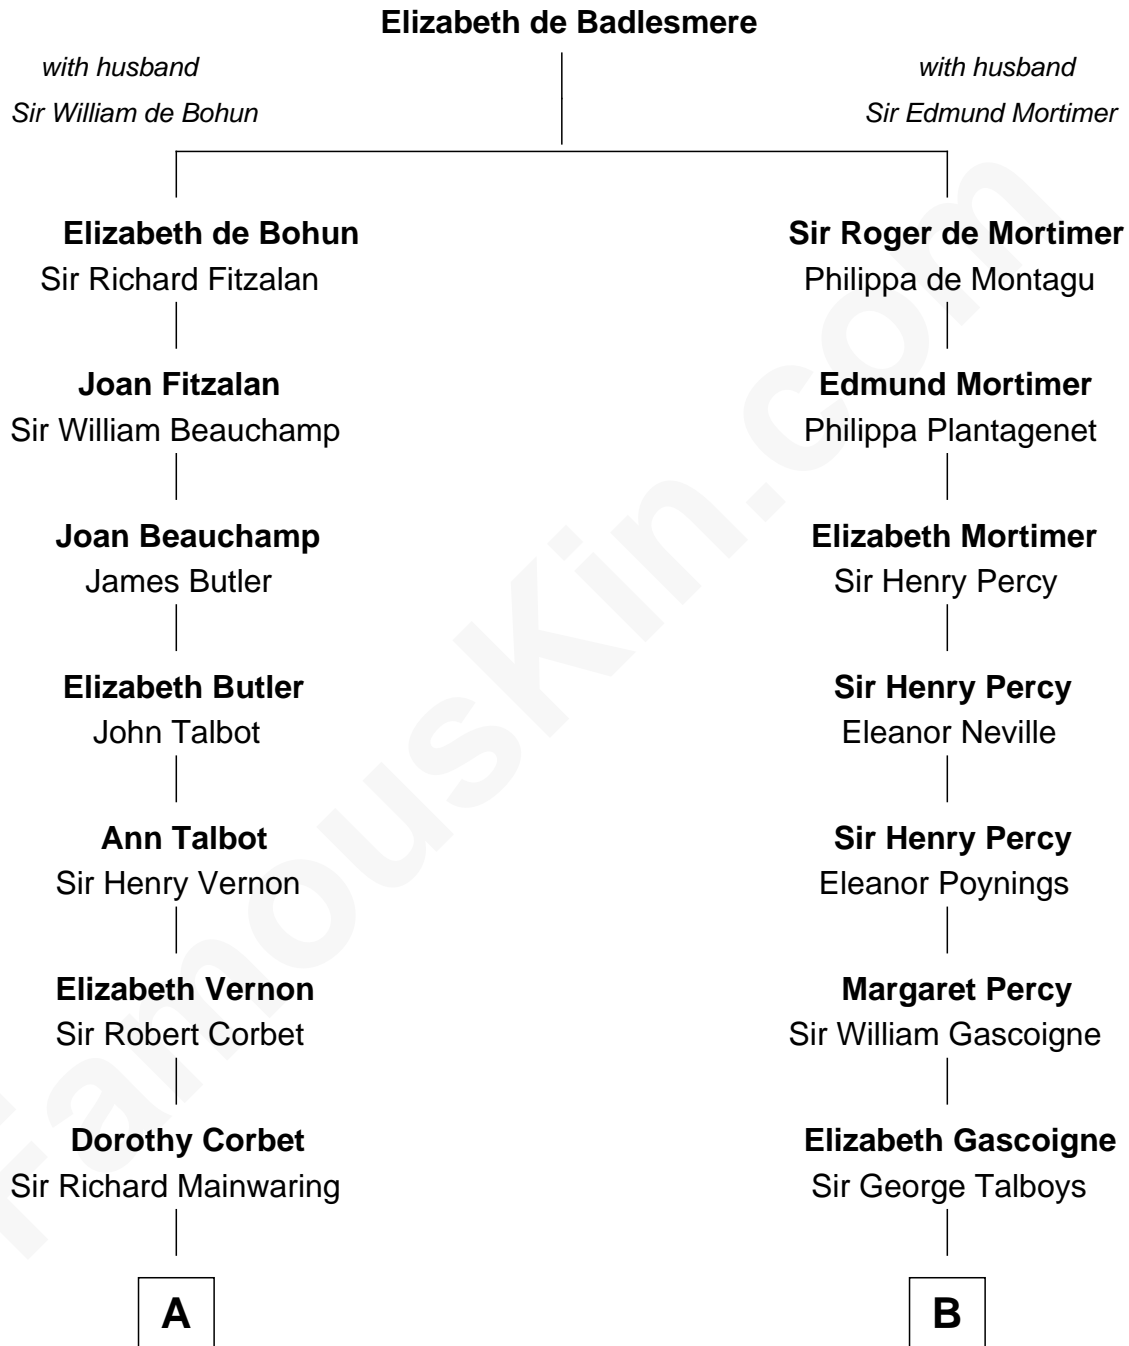 Elizabeth de Badlesmere
with husband
Sir William de Bohun
with husband
Sir Edmund Mortimer
Elizabeth de Bohun
Sir Richard Fitzalan
Sir Roger de Mortimer
Philippa de Montagu
Joan Fitzalan
Sir William Beauchamp
Edmund Mortimer
Philippa Plantagenet
Joan Beauchamp
James Butler
Elizabeth Mortimer
Sir Henry Percy
Elizabeth Butler
John Talbot
Sir Henry Percy
Eleanor Neville
Ann Talbot
Sir Henry Vernon
Sir Henry Percy
Eleanor Poynings
Elizabeth Vernon
Sir Robert Corbet
Margaret Percy
Sir William Gascoigne
Dorothy Corbet
Sir Richard Mainwaring
Elizabeth Gascoigne
Sir George Talboys
A
B
FamousKin.com